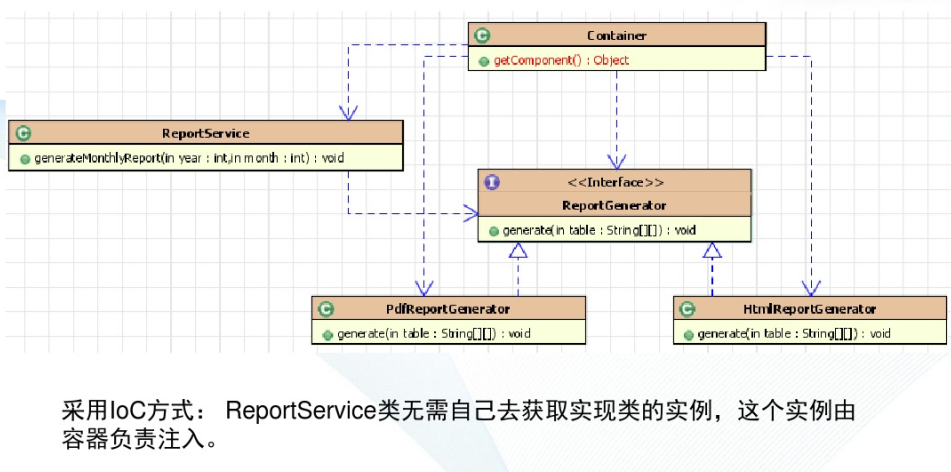 Container
getComponent() : Object
ReportService
generateMonthlyReport(in year : int,in month : int) : void
<<Interface>>
ReportGenerator
generate(in table : String[][]) : void
PdfReportGenerator
generate(in table : String[][]) : void
HtmlReportGenerator
generate(in table : String[][]) : void
采用IoC方式： ReportService类无需自己去获取实现类的实例，这个实例由
容器负责注入。